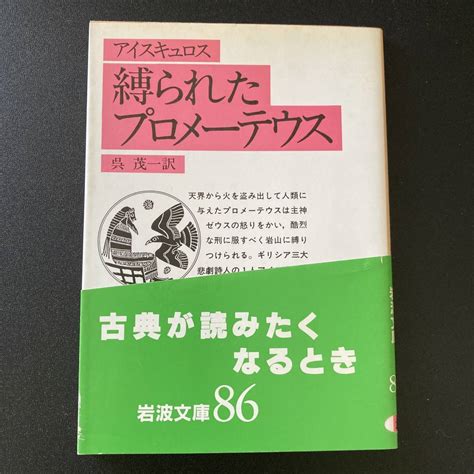 アイスキュロス
縛られた
プロメーテウス
呉 茂一訳
天界から火を盗み出して人類に
与えたプロメーテウスは主神
ゼウスの怒りをかい，酷烈
な刑に服すべく岩山に縛り
つけられる。ギリシア三大
悲劇詩人の1人アイ
古典が読みたく
なるとき
岩波文庫86